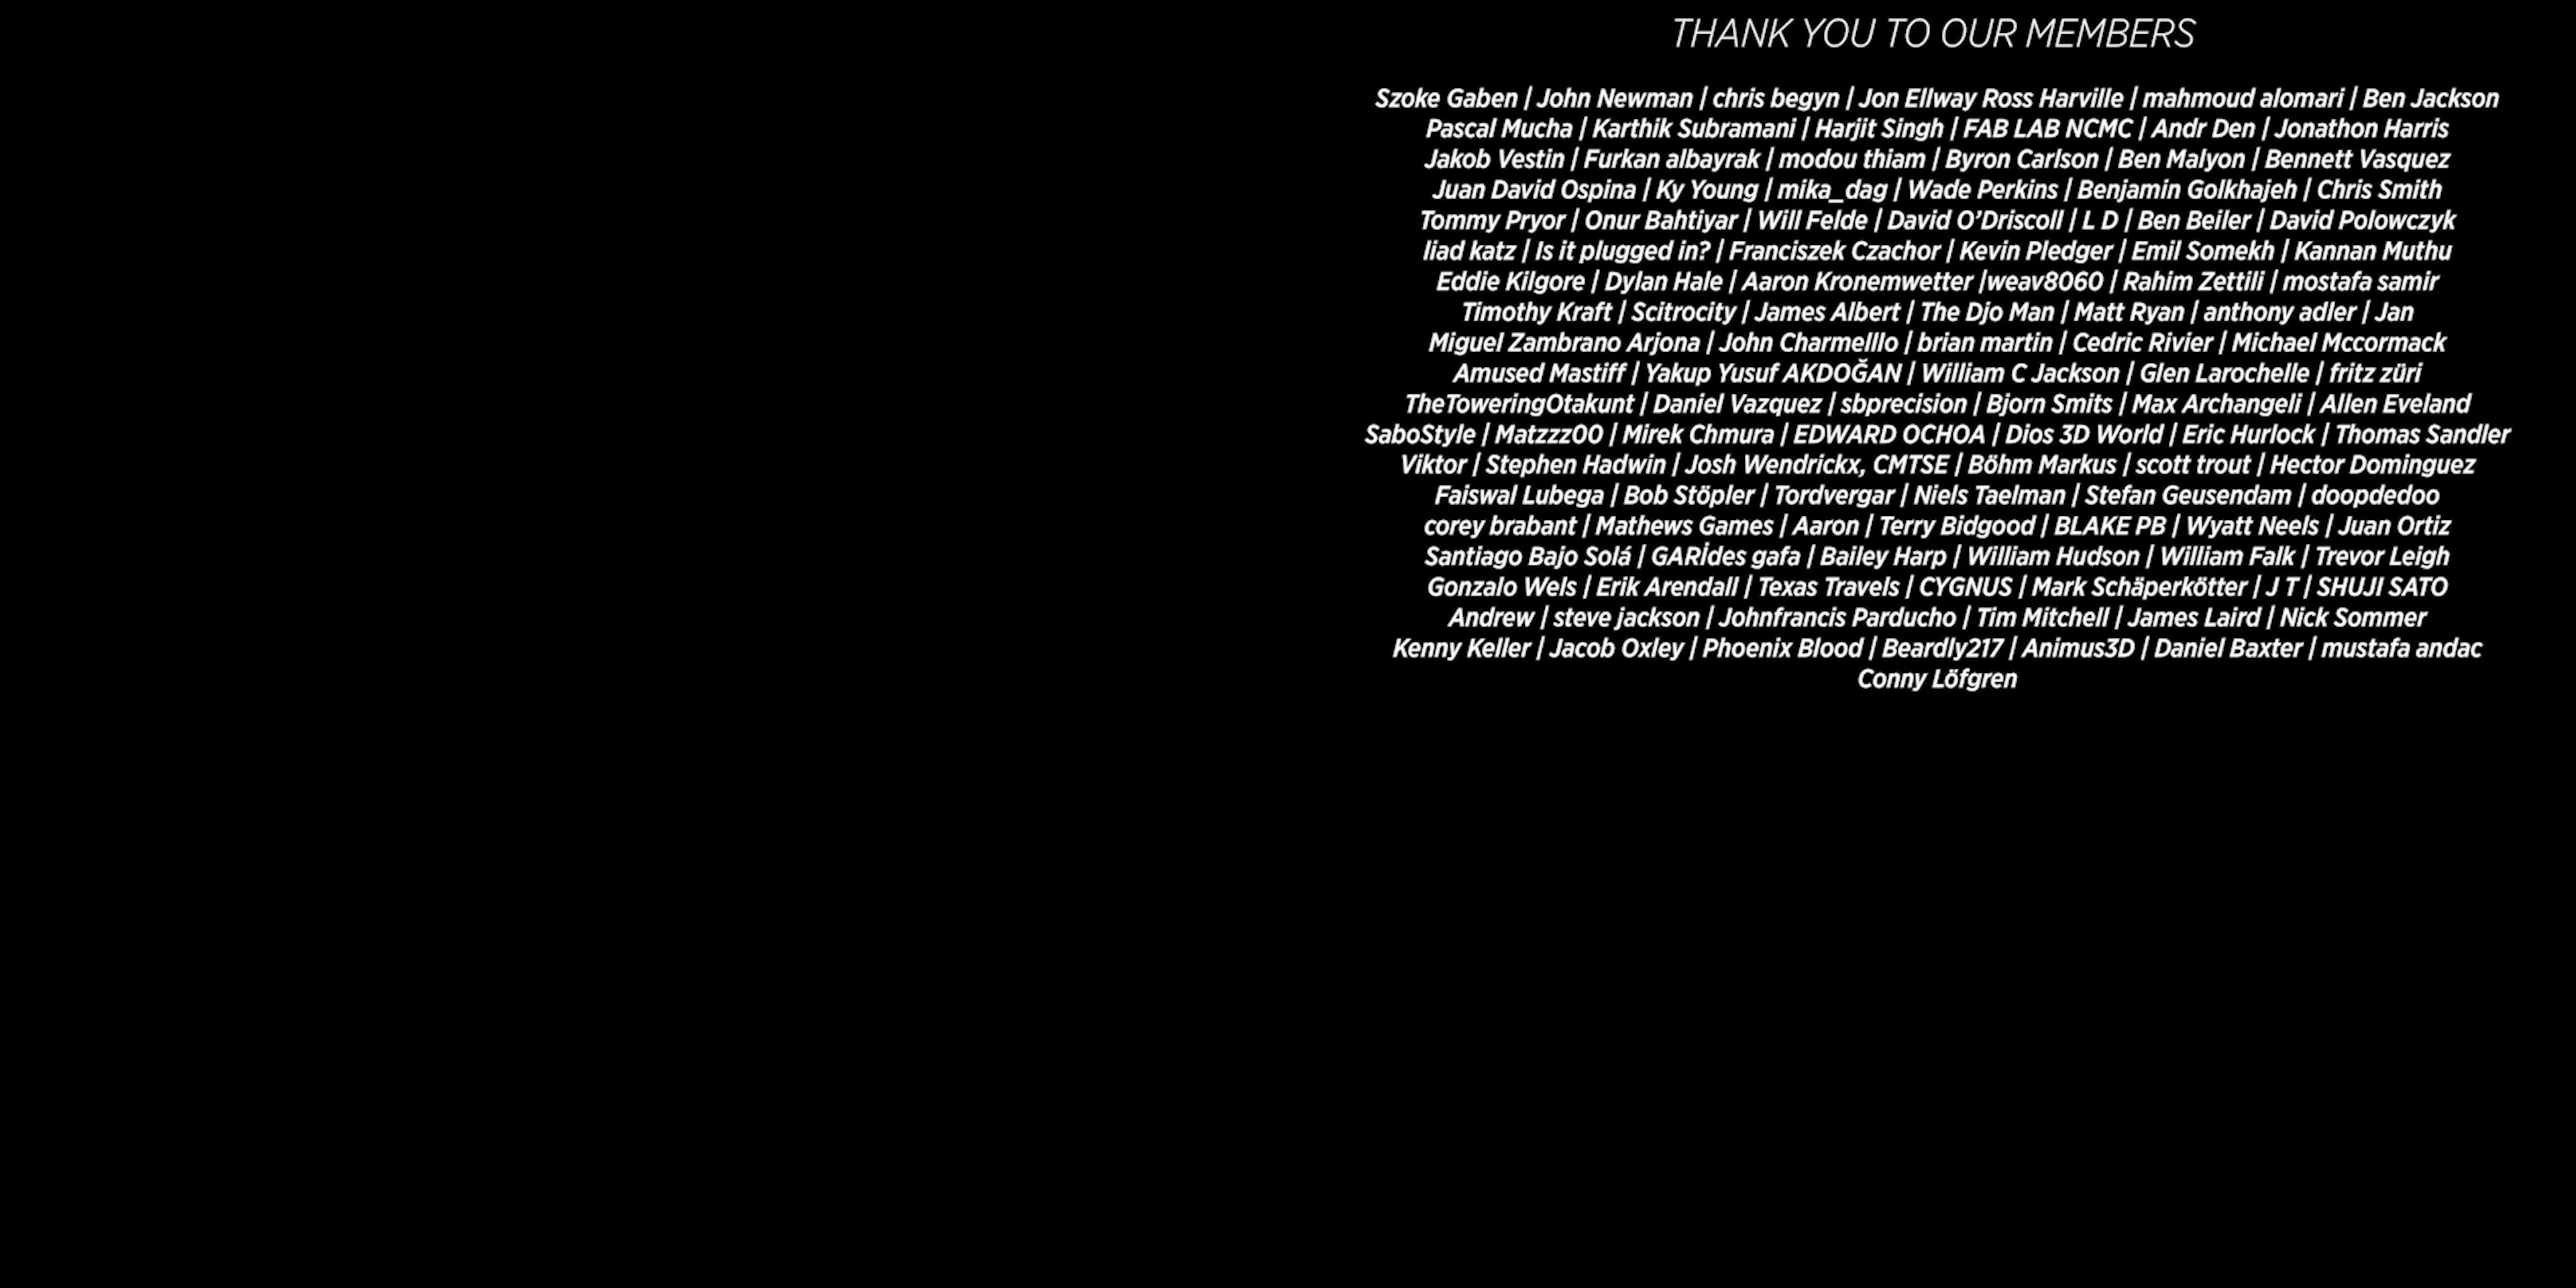 THANK YOU TO OUR MEMBERS
Szoke Gaben | John Newman | chris begyn | Jon Ellway Ross Harville | mahmoud alomari | Ben Jackson
Pascal Mucha | Karthik Subramani | Harjit Singh | FAB LAB NCMC | Andr Den | Jonathon Harris
Jakob Vestin | Furkan albayrak | modou thiam | Byron Carlson | Ben Malyon | Bennett Vasquez
Juan David Ospina | Ky Young | mika_dag | Wade Perkins | Benjamin Golkhajeh | Chris Smith
Tommy Pryor | Onur Bahtiyar | Will Felde | David O’Driscoll | L D | Ben Beiler | David Polowczyk
liad katz | Is it plugged in? | Franciszek Czachor | Kevin Pledger | Emil Somekh | Kannan Muthu
Eddie Kilgore | Dylan Hale | Aaron Kronemwetter |weav8060 | Rahim Zettili | mostafa samir
Timothy Kraft | Scitrocity | James Albert | The Djo Man | Matt Ryan | anthony adler | Jan
Miguel Zambrano Arjona | John Charmelllo | brian martin | Cedric Rivier | Michael Mccormack
Amused Mastiff | Yakup Yusuf AKDOĞAN | William C Jackson | Glen Larochelle | fritz züri
TheToweringOtakunt | Daniel Vazquez | sbprecision | Bjorn Smits | Max Archangeli | Allen Eveland
SaboStyle | Matzzz00 | Mirek Chmura | EDWARD OCHOA | Dios 3D World | Eric Hurlock | Thomas Sandler
Viktor | Stephen Hadwin | Josh Wendrickx, CMTSE | Böhm Markus | scott trout | Hector Dominguez
Faiswal Lubega | Bob Stöpler | Tordvergar | Niels Taelman | Stefan Geusendam | doopdedoo
corey brabant | Mathews Games | Aaron | Terry Bidgood | BLAKE PB | Wyatt Neels | Juan Ortiz
Santiago Bajo Solá | GARİdes gafa | Bailey Harp | William Hudson | William Falk | Trevor Leigh
Gonzalo Wels | Erik Arendall | Texas Travels | CYGNUS | Mark Schäperkötter | J T | SHUJI SATO
Andrew | steve jackson | Johnfrancis Parducho | Tim Mitchell | James Laird | Nick Sommer
Kenny Keller | Jacob Oxley | Phoenix Blood | Beardly217 | Animus3D | Daniel Baxter | mustafa andac
Conny Löfgren